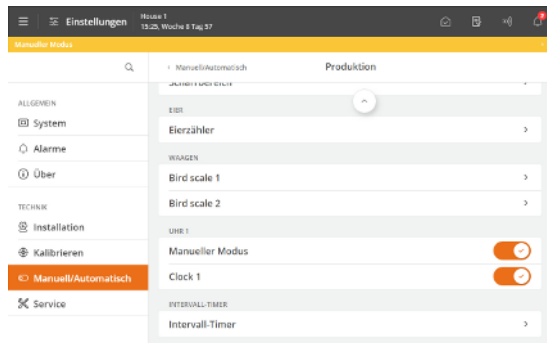 Einstellungen
House 1
15:25, Woche 8 Tag 57
2
Manueller Modus
Manuell/Automatisch
Produktion
Scharrbereich
ALLGEMEIN
System
Alarme
Über
TECHNIK
Installation
Kalibrieren
Manuell/Automatisch
Service
EIER
Eierzähler
WAAGEN
Bird scale 1
Bird scale 2
UHR 1
Manueller Modus
Clock 1
INTERVALL-TIMER
Intervall-Timer